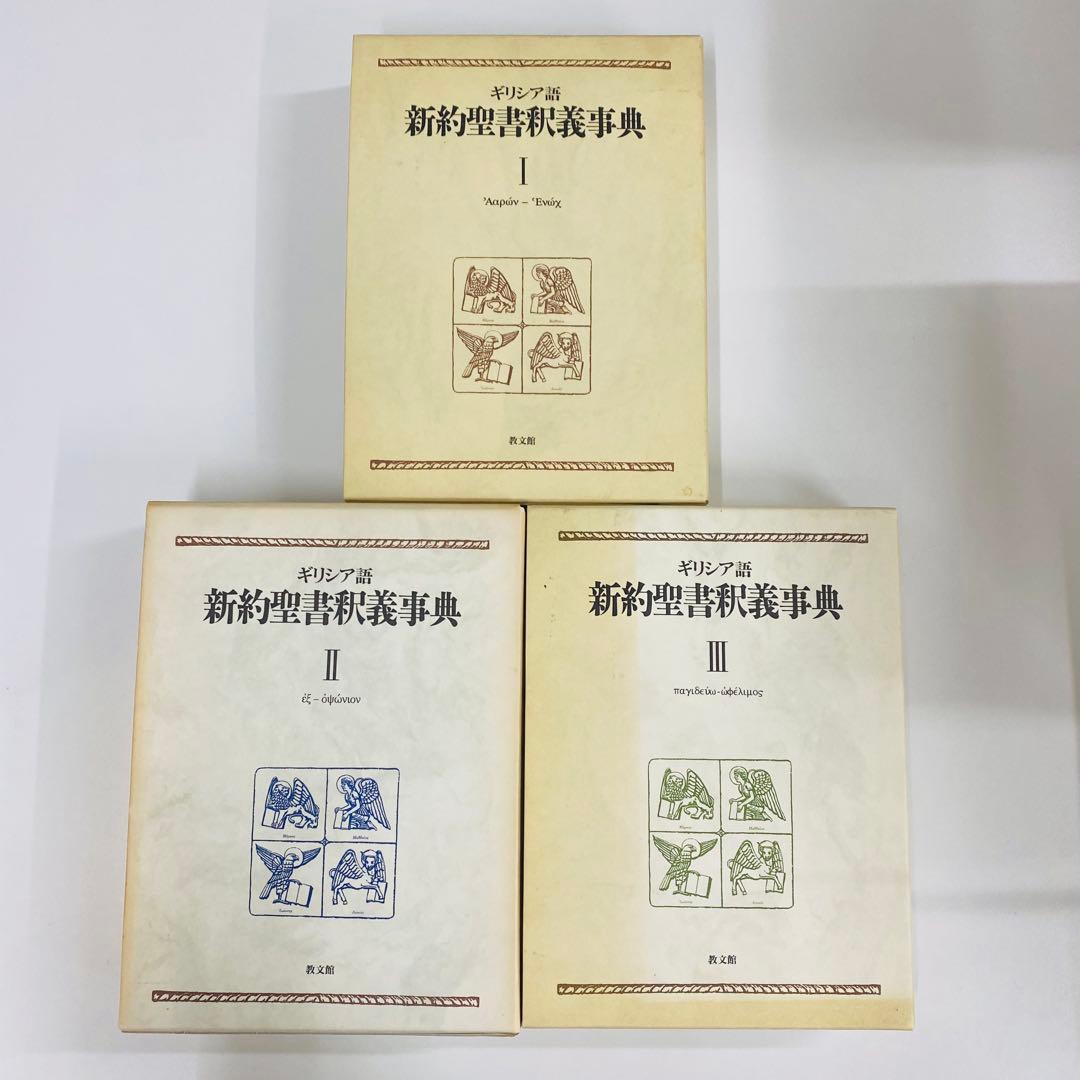 ギリシア語
新約聖書釈義事典
I
Ἀαρών – Ἑνώχ
教文館
ギリシア語
新約聖書釈義事典
II
ἐξ – ὀψώνιον
教文館
ギリシア語
新約聖書釈義事典
III
παγιδεύω-ὠφέλιμος
教文館